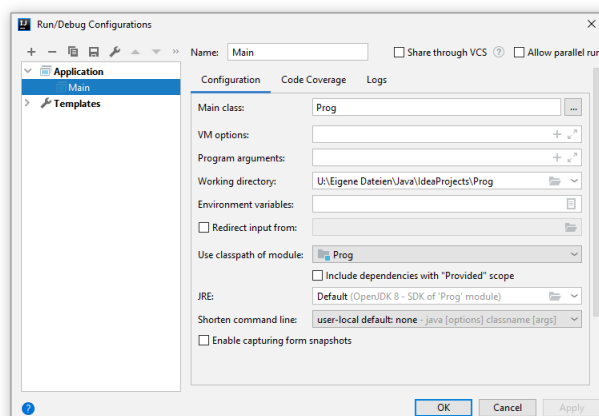 Run/Debug Configurations
Name: Main Share through VCS Allow parallel run
Application
Main
Templates
Configuration Code Coverage Logs
Main class: Prog ...
VM options:
Program arguments:
Working directory: U:\Eigene Dateien\Java\IdeaProjects\Prog
Environment variables:
Redirect input from:
Use classpath of module: Prog
Include dependencies with "Provided" scope
JRE: Default (OpenJDK 8 - SDK of 'Prog' module)
Shorten command line: user-local default: none - java [options] classname [args]
Enable capturing form snapshots
? OK Cancel Apply